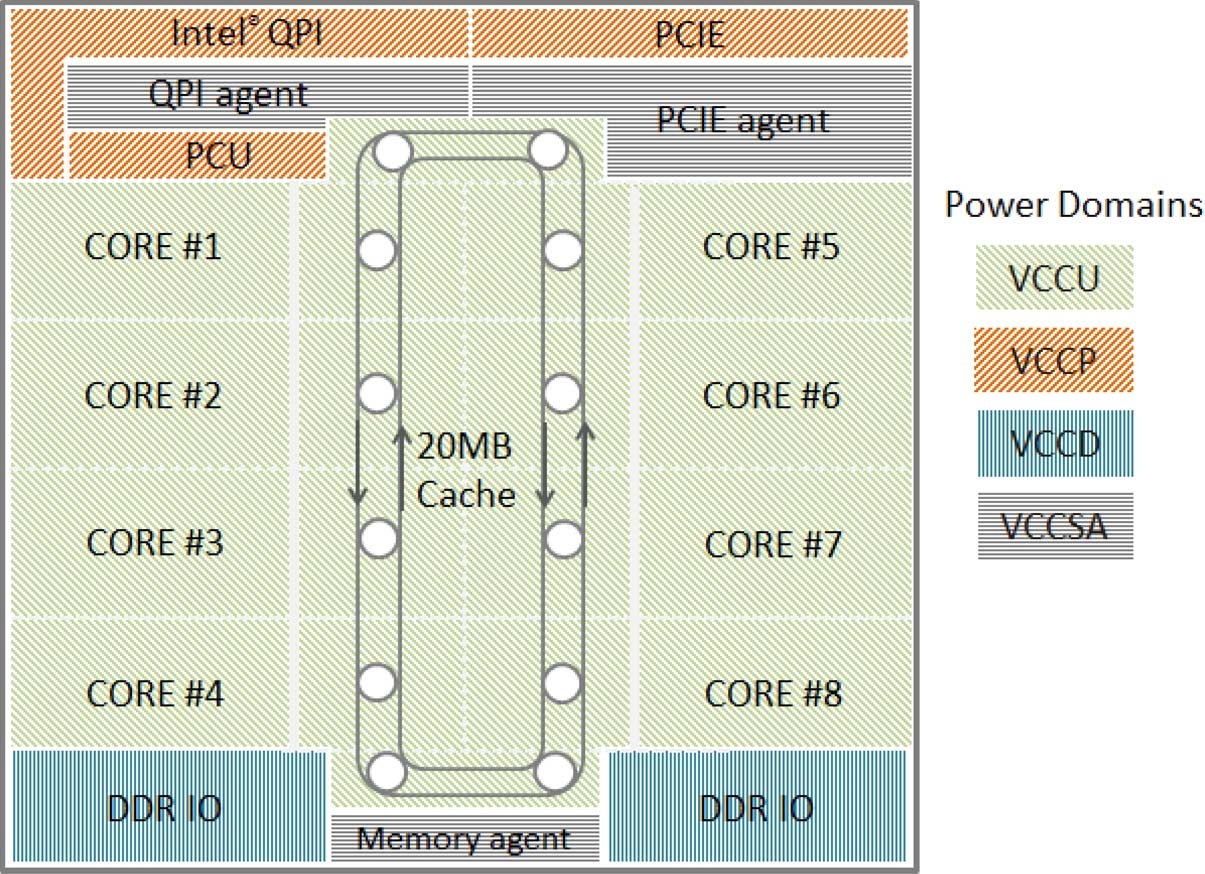 Intel® QPI
PCIE
QPI agent
PCIE agent
PCU
CORE #1
CORE #5
CORE #2
CORE #6
20MB
Cache
CORE #3
CORE #7
CORE #4
CORE #8
DDR IO
DDR IO
Memory agent
Power Domains
VCCU
VCCP
VCCD
VCCSA